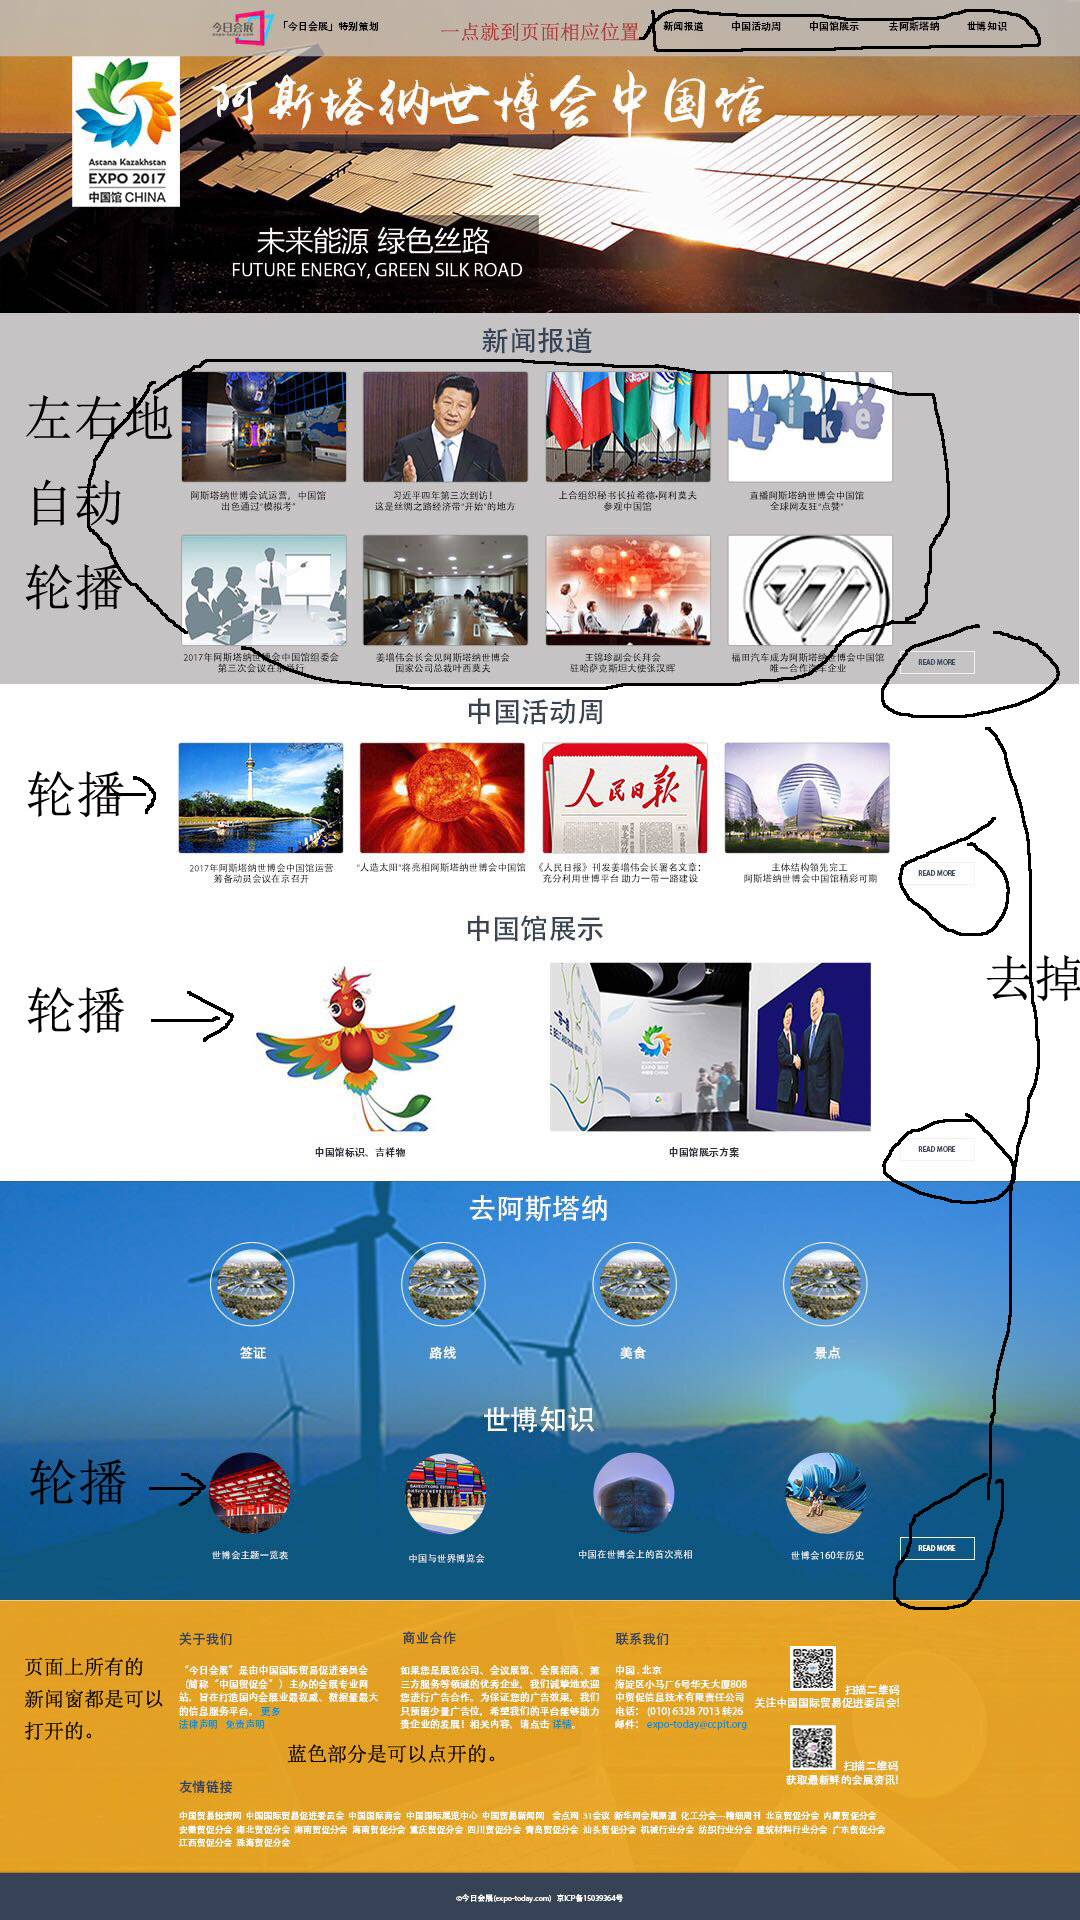 今日会展
expo-today.com
「今日会展」特别策划
一点就到页面相应位置
新闻报道 中国活动周 中国馆展示 去阿斯塔纳 世博知识
阿斯塔纳世博会中国馆
Astana Kazakhstan
EXPO 2017
中国馆 CHINA
未来能源 绿色丝路
FUTURE ENERGY, GREEN SILK ROAD
新闻报道
左右地
自动
轮播
Like
阿斯塔纳世博会试运营，中国馆
出色通过“模拟考”
习近平四年第三次到访！
这是丝绸之路经济带“开始”的地方
上合组织秘书长拉希德·阿利莫夫
参观中国馆
直播阿斯塔纳世博会中国馆
全球网友狂“点赞”
2017年阿斯塔纳世博会中国馆组委会
第三次会议在京举行
姜增伟会长会见阿斯塔纳世博会
国家公司总裁叶西莫夫
王锦珍副会长拜会
驻哈萨克斯坦大使张汉晖
福田汽车成为阿斯塔纳世博会中国馆
唯一合作汽车企业
READ MORE
中国活动周
轮播
人民日报
2017年阿斯塔纳世博会中国馆运营
筹备动员会议在京召开
“人造太阳”将亮相阿斯塔纳世博会中国馆
《人民日报》刊发姜增伟会长署名文章：
充分利用世博平台 助力一带一路建设
主体结构领先完工
阿斯塔纳世博会中国馆精彩可期
READ MORE
去掉
中国馆展示
轮播
EXPO 2017
中国馆 CHINA
中国馆标识、吉祥物
中国馆展示方案
READ MORE
去阿斯塔纳
签证 路线 美食 景点
世博知识
轮播
世博会主题一览表
中国与世界博览会
中国在世博会上的首次亮相
世博会160年历史
READ MORE
页面上所有的
新闻窗都是可以
打开的。
关于我们
“今日会展”是由中国国际贸易促进委员会
（简称“中国贸促会”）主办的会展专业网
站，旨在打造国内会展业最权威、数据量最大
的信息服务平台。 更多
法律声明 免责声明
商业合作
如果您是展览公司、会议展馆、会展招商、第
三方服务等领域的优秀企业，我们诚挚地欢迎
您进行广告合作。为保证您的广告效果，我们
只预留少量广告位，希望我们的平台能够助力
贵企业的发展！相关内容，请点击 详情。
蓝色部分是可以点开的。
联系我们
中国 . 北京
海淀区小马厂6号华天大厦808
中贸促信息技术有限责任公司
电话： (010) 6328 7013 转26
邮件： expo-today@ccpit.org
扫描二维码
关注中国国际贸易促进委员会!
扫描二维码
获取最新鲜的会展资讯!
友情链接
中国贸易投资网 中国国际贸易促进委员会 中国国际商会 中国国际展览中心 中国贸易新闻网 会点网 31会议 新华网会展频道 化工分会—精细周刊 北京贸促分会 内蒙贸促分会
安徽贸促分会 湖北贸促分会 湖南贸促分会 海南贸促分会 重庆贸促分会 四川贸促分会 青岛贸促分会 汕头贸促分会 机械行业分会 纺织行业分会 建筑材料行业分会 广东贸促分会
江西贸促分会 珠海贸促分会
©今日会展(expo-today.com) 京ICP备15039364号